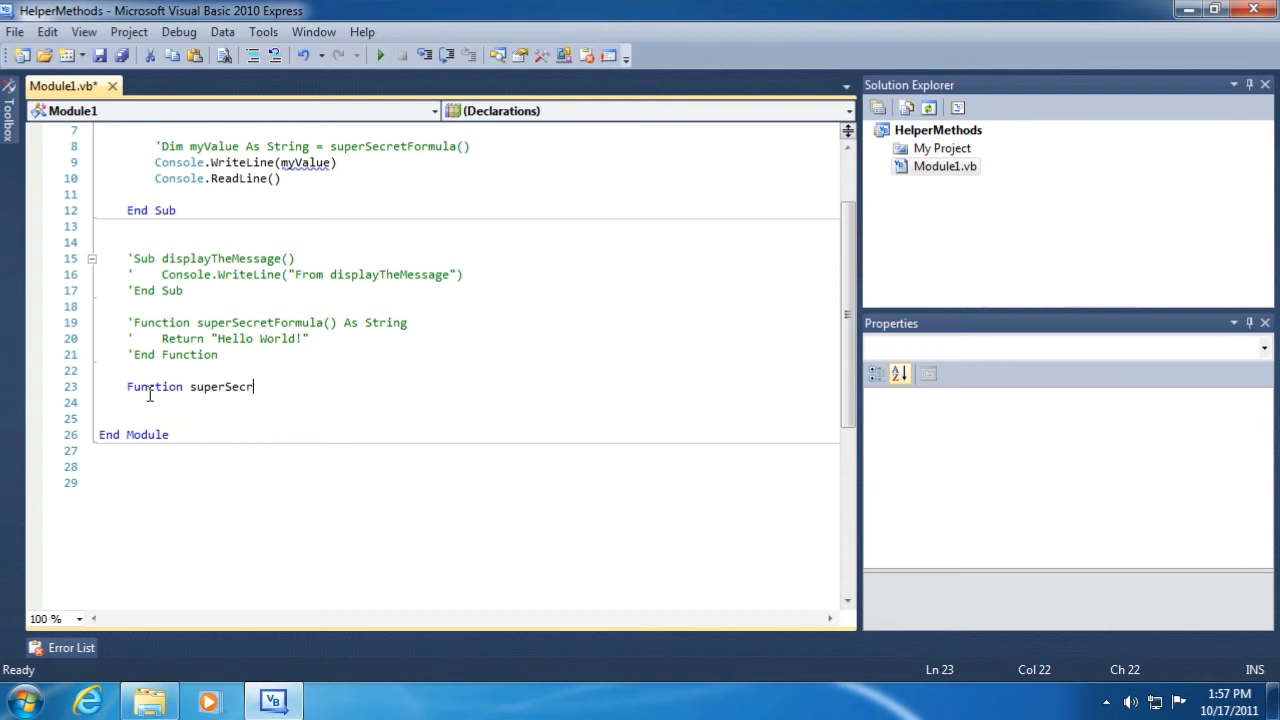 HelperMethods - Microsoft Visual Basic 2010 Express
File Edit View Project Debug Data Tools Window Help
Module1.vb*
Solution Explorer
Toolbox
Module1 (Declarations)
HelperMethods
My Project
Module1.vb
7
8 'Dim myValue As String = superSecretFormula()
9 Console.WriteLine(myValue)
10 Console.ReadLine()
11
12 End Sub
13
14
15 'Sub displayTheMessage()
16 ' Console.WriteLine("From displayTheMessage")
17 'End Sub
18
19 'Function superSecretFormula() As String
20 ' Return "Hello World!"
21 'End Function
22
23 Function superSecr
24
25
26 End Module
27
28
29
Properties
100 %
Error List
Ready Ln 23 Col 22 Ch 22 INS
VB
1:57 PM
10/17/2011